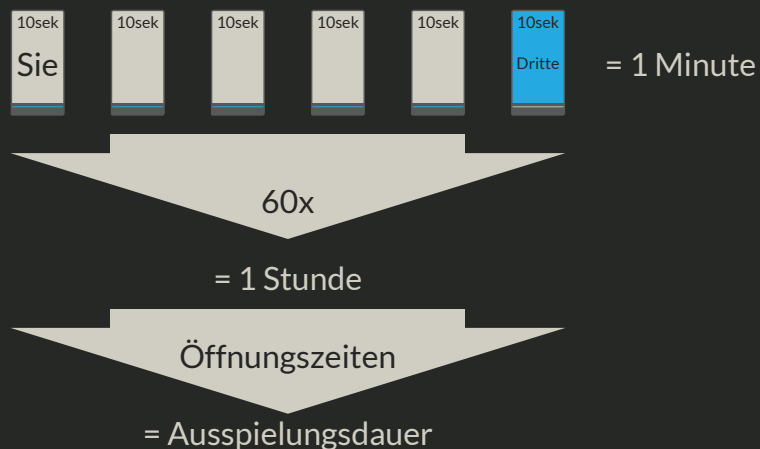 10sek 10sek 10sek 10sek 10sek 10sek
Sie Dritte = 1 Minute
60x
= 1 Stunde
Öffnungszeiten
= Ausspielungsdauer